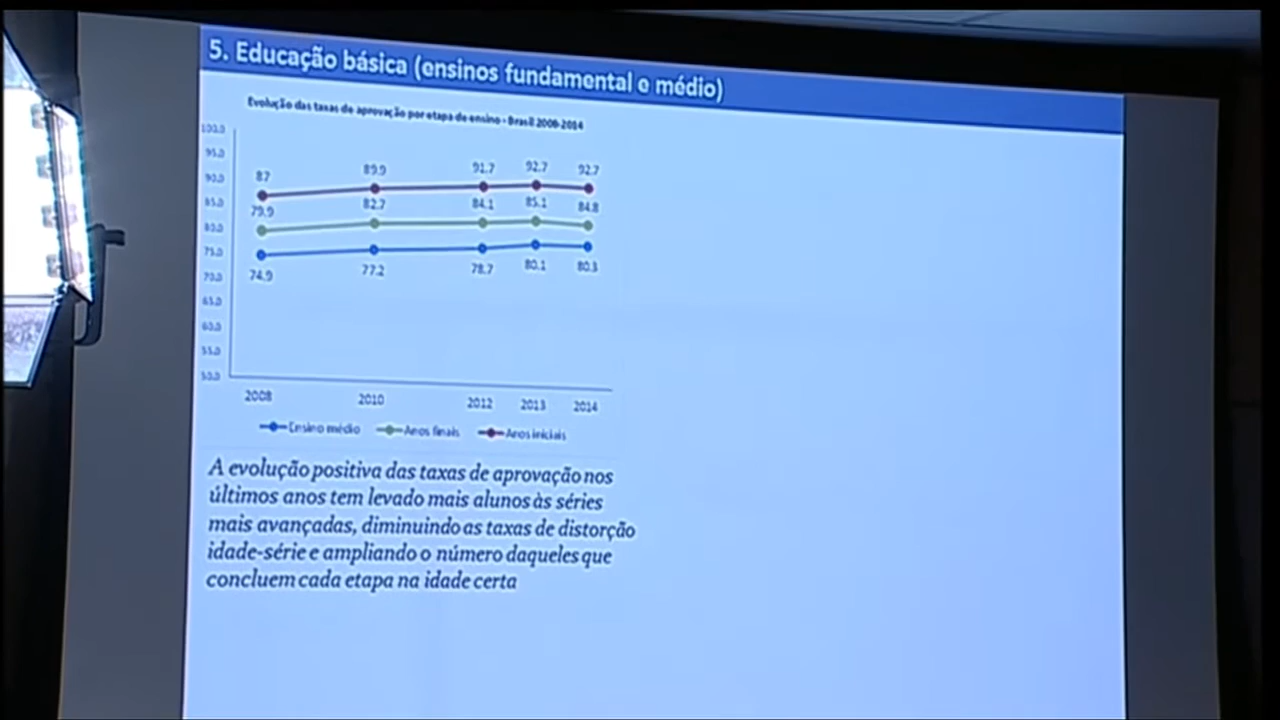 5. Educação básica (ensinos fundamental e médio)
Evolução das taxas de aprovação por etapa de ensino - Brasil 2008-2014
100.0
95.0
90.0
85.0
80.0
75.0
70.0
65.0
60.0
55.0
50.0
87 89.9 91.7 92.7 92.7
79.9 82.7 84.1 85.1 84.8
74.9 77.2 78.7 80.1 80.3
2008 2010 2012 2013 2014
Ensino médio Anos finais Anos iniciais
A evolução positiva das taxas de aprovação nos
últimos anos tem levado mais alunos às séries
mais avançadas, diminuindo as taxas de distorção
idade-série e ampliando o número daqueles que
concluem cada etapa na idade certa